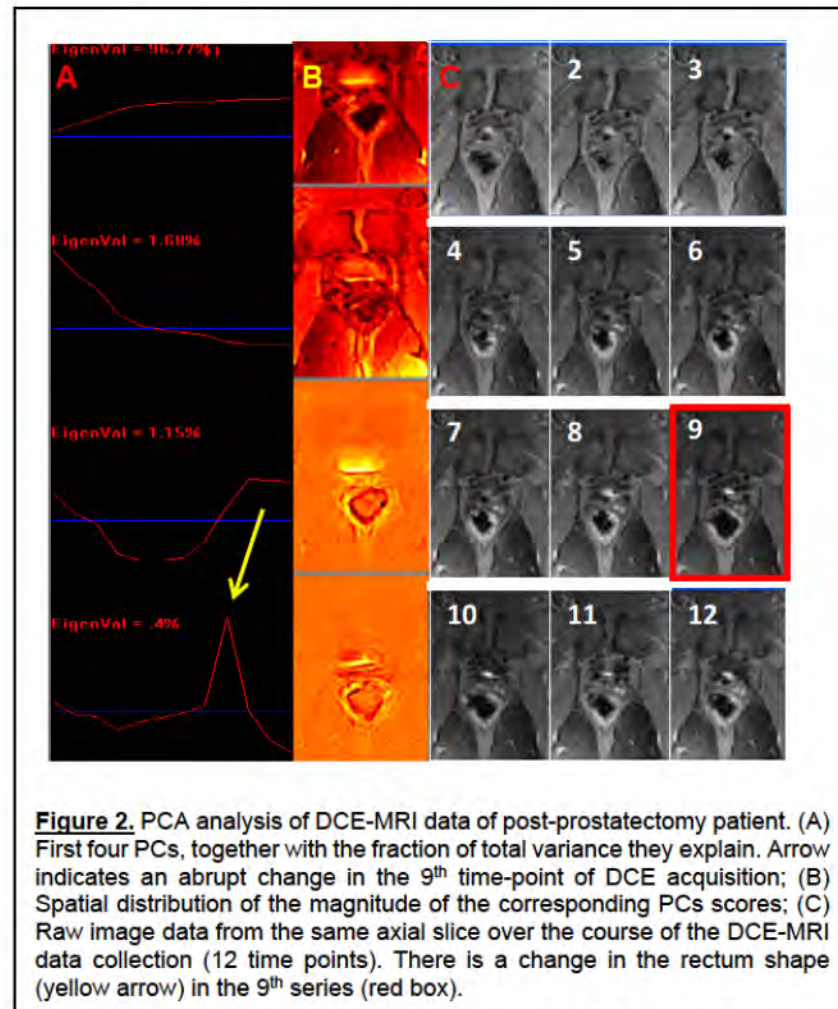 EigenVal = 96.77%
A
B
C
2
3
EigenVal = 1.68%
4
5
6
EigenVal = 1.15%
7
8
9
EigenVal = .4%
10
11
12
Figure 2. PCA analysis of DCE-MRI data of post-prostatectomy patient. (A)
First four PCs, together with the fraction of total variance they explain. Arrow
indicates an abrupt change in the 9th time-point of DCE acquisition; (B)
Spatial distribution of the magnitude of the corresponding PCs scores; (C)
Raw image data from the same axial slice over the course of the DCE-MRI
data collection (12 time points). There is a change in the rectum shape
(yellow arrow) in the 9th series (red box).